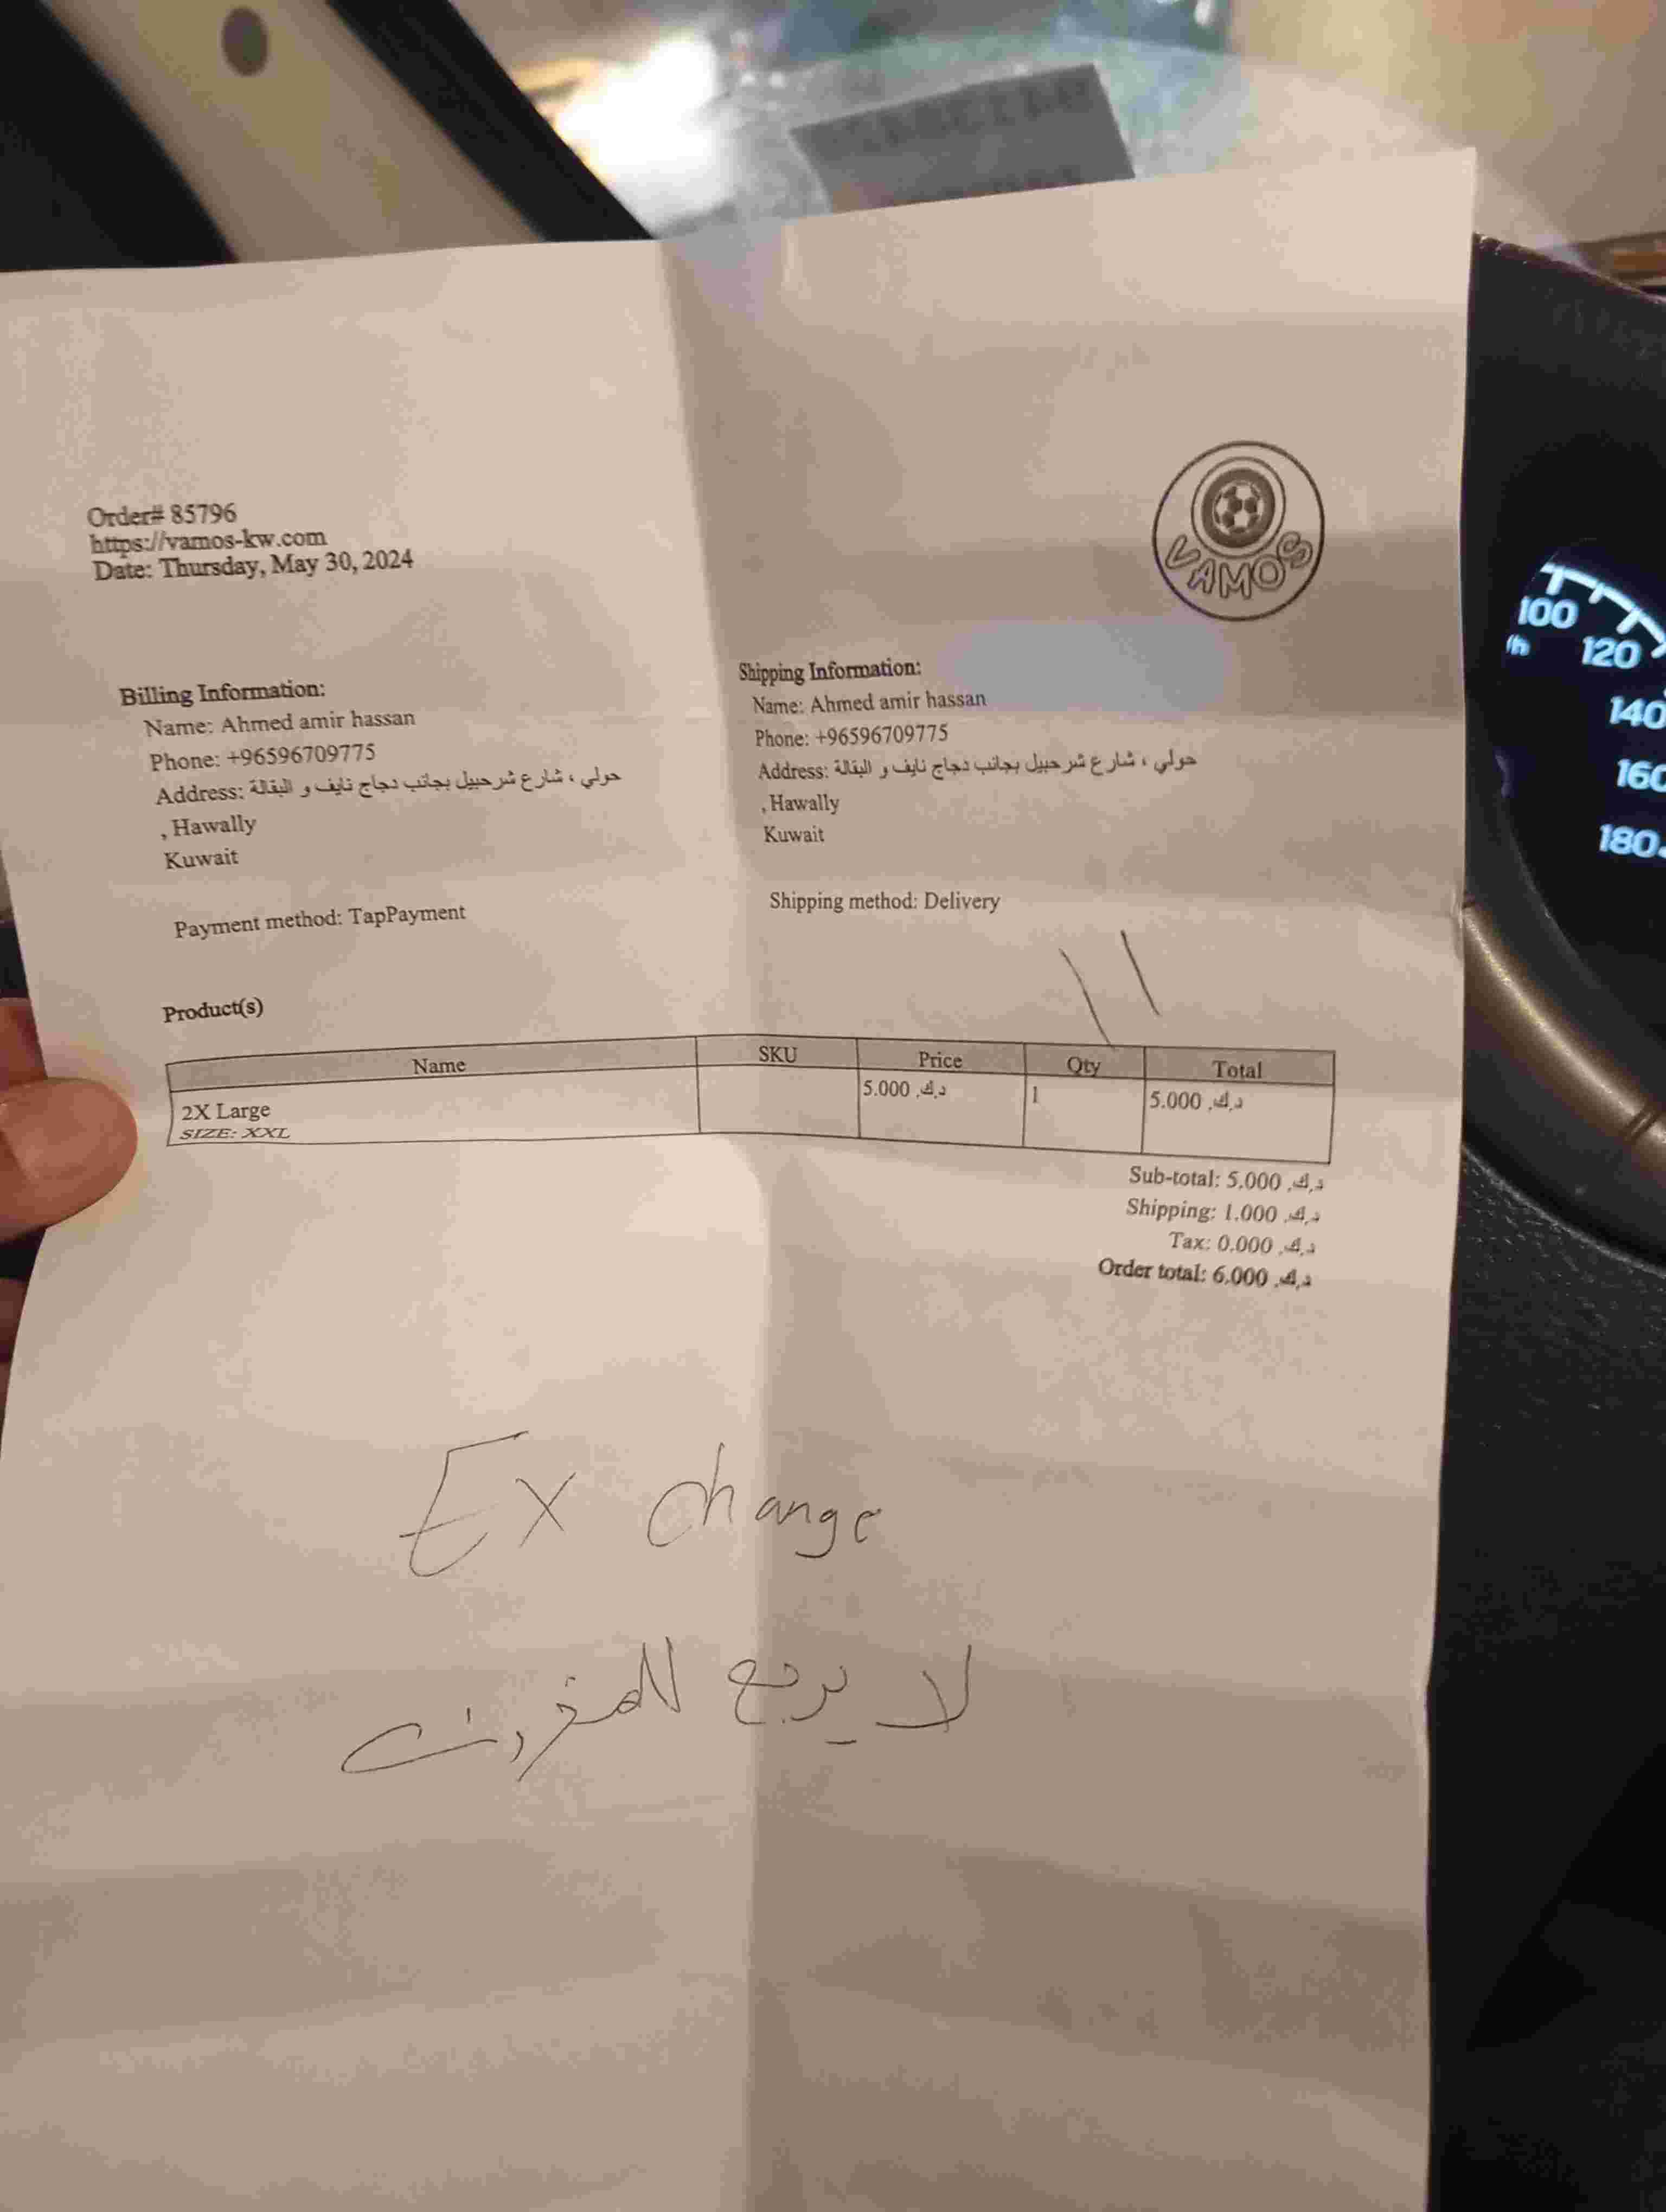 Order# 85796
https://vamos-kw.com
Date: Thursday, May 30, 2024
VAMOS
Billing Information:
Name: Ahmed amir hassan
Phone: +96596709775
Address: حولي ، شارع شرحبيل بجانب دجاج نايف و البقالة
, Hawally
Kuwait
Payment method: TapPayment
Shipping Information:
Name: Ahmed amir hassan
Phone: +96596709775
Address: حولي ، شارع شرحبيل بجانب دجاج نايف و البقالة
, Hawally
Kuwait
Shipping method: Delivery
Product(s)
Name SKU Price Qty Total
2X Large 5.000 د.ك. 1 5.000 د.ك.
SIZE: XXL
Sub-total: 5.000 د.ك.
Shipping: 1.000 د.ك.
Tax: 0.000 د.ك.
Order total: 6.000 د.ك.
Ex change
لا يرجع للمخزن
100
120
140
160
180